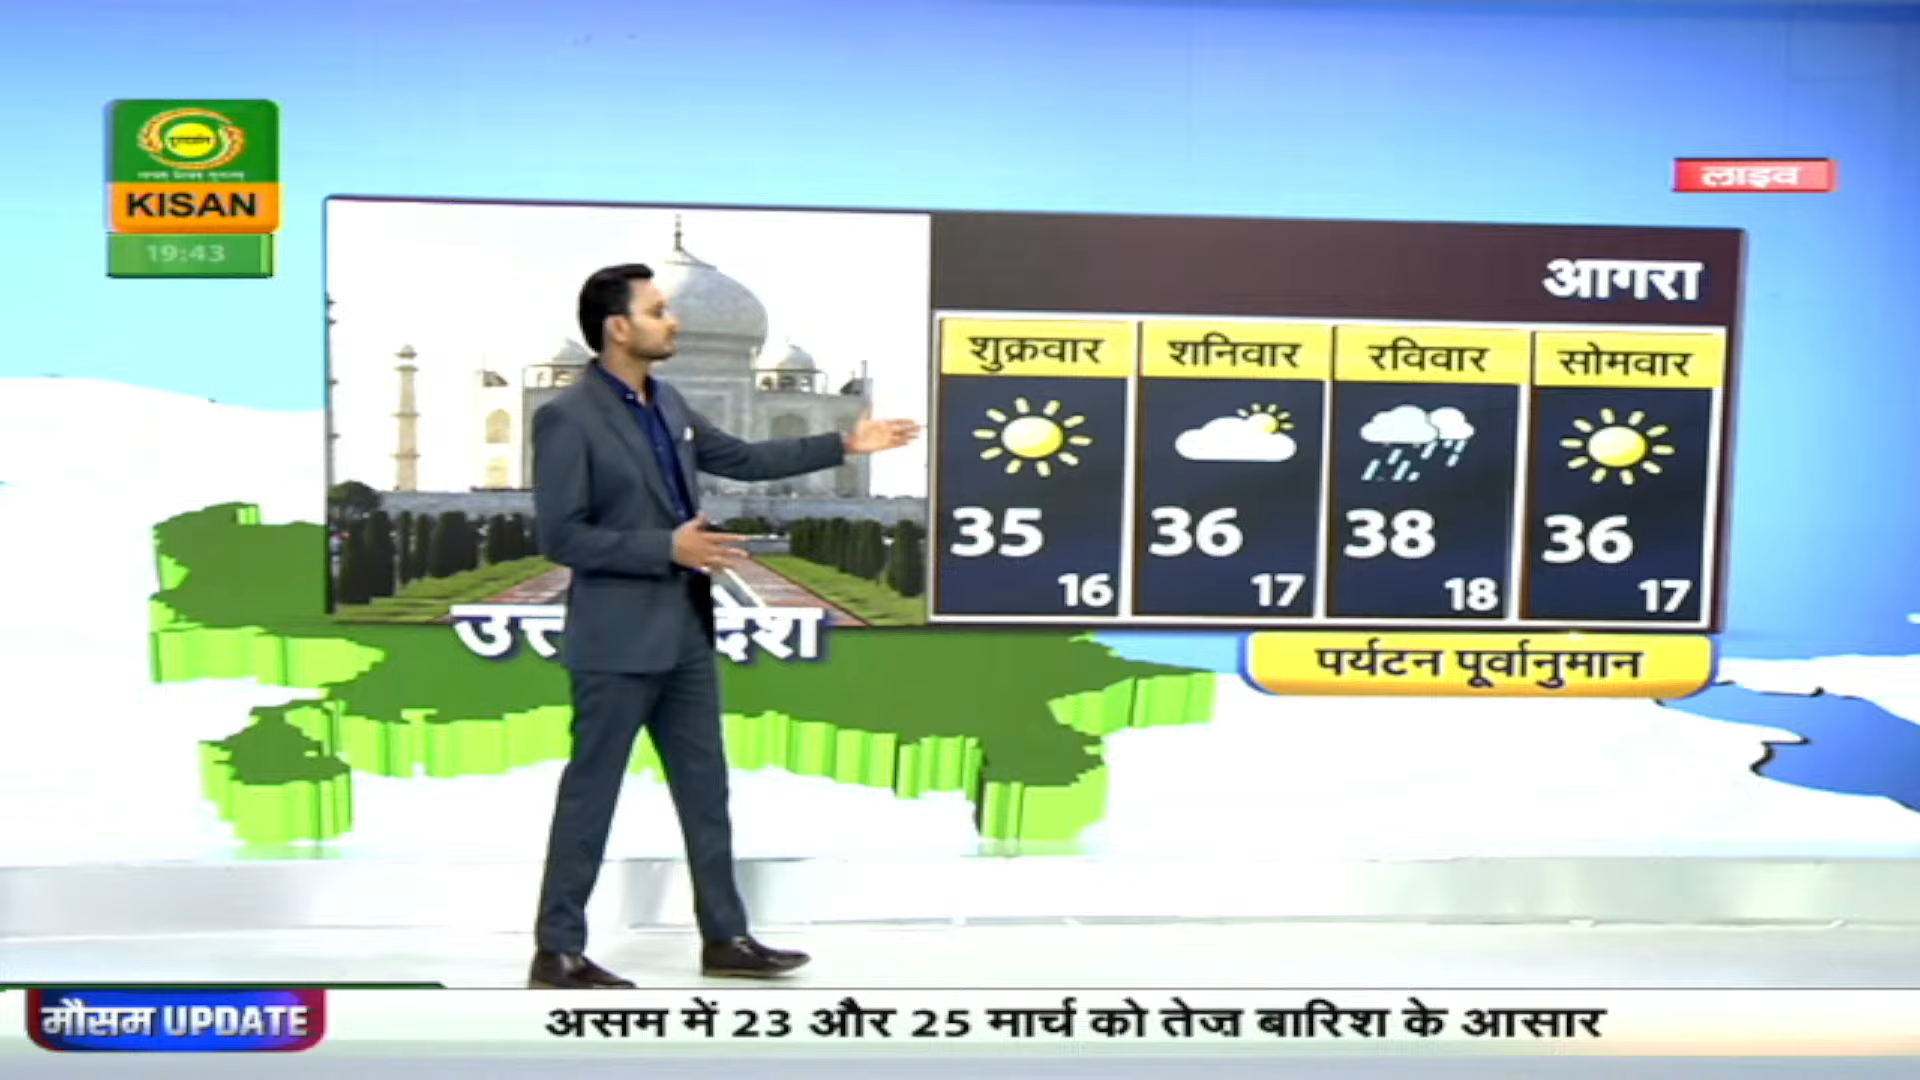 KISAN
19:43
लाइव
आगरा
शुक्रवार शनिवार रविवार सोमवार
35 36 38 36
16 17 18 17
उत्त देश
पर्यटन पूर्वानुमान
मौसम UPDATE
असम में 23 और 25 मार्च को तेज बारिश के आसार